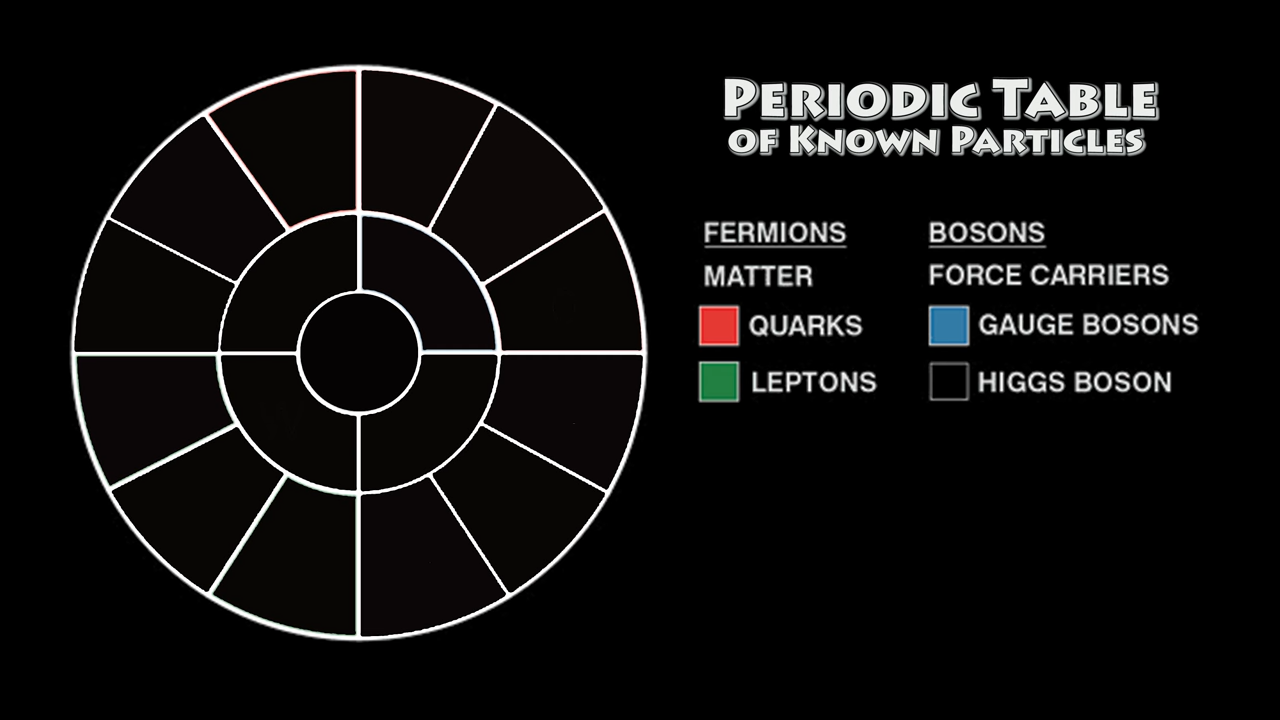 PERIODIC TABLE
OF KNOWN PARTICLES
FERMIONS
MATTER
QUARKS
LEPTONS
BOSONS
FORCE CARRIERS
GAUGE BOSONS
HIGGS BOSON